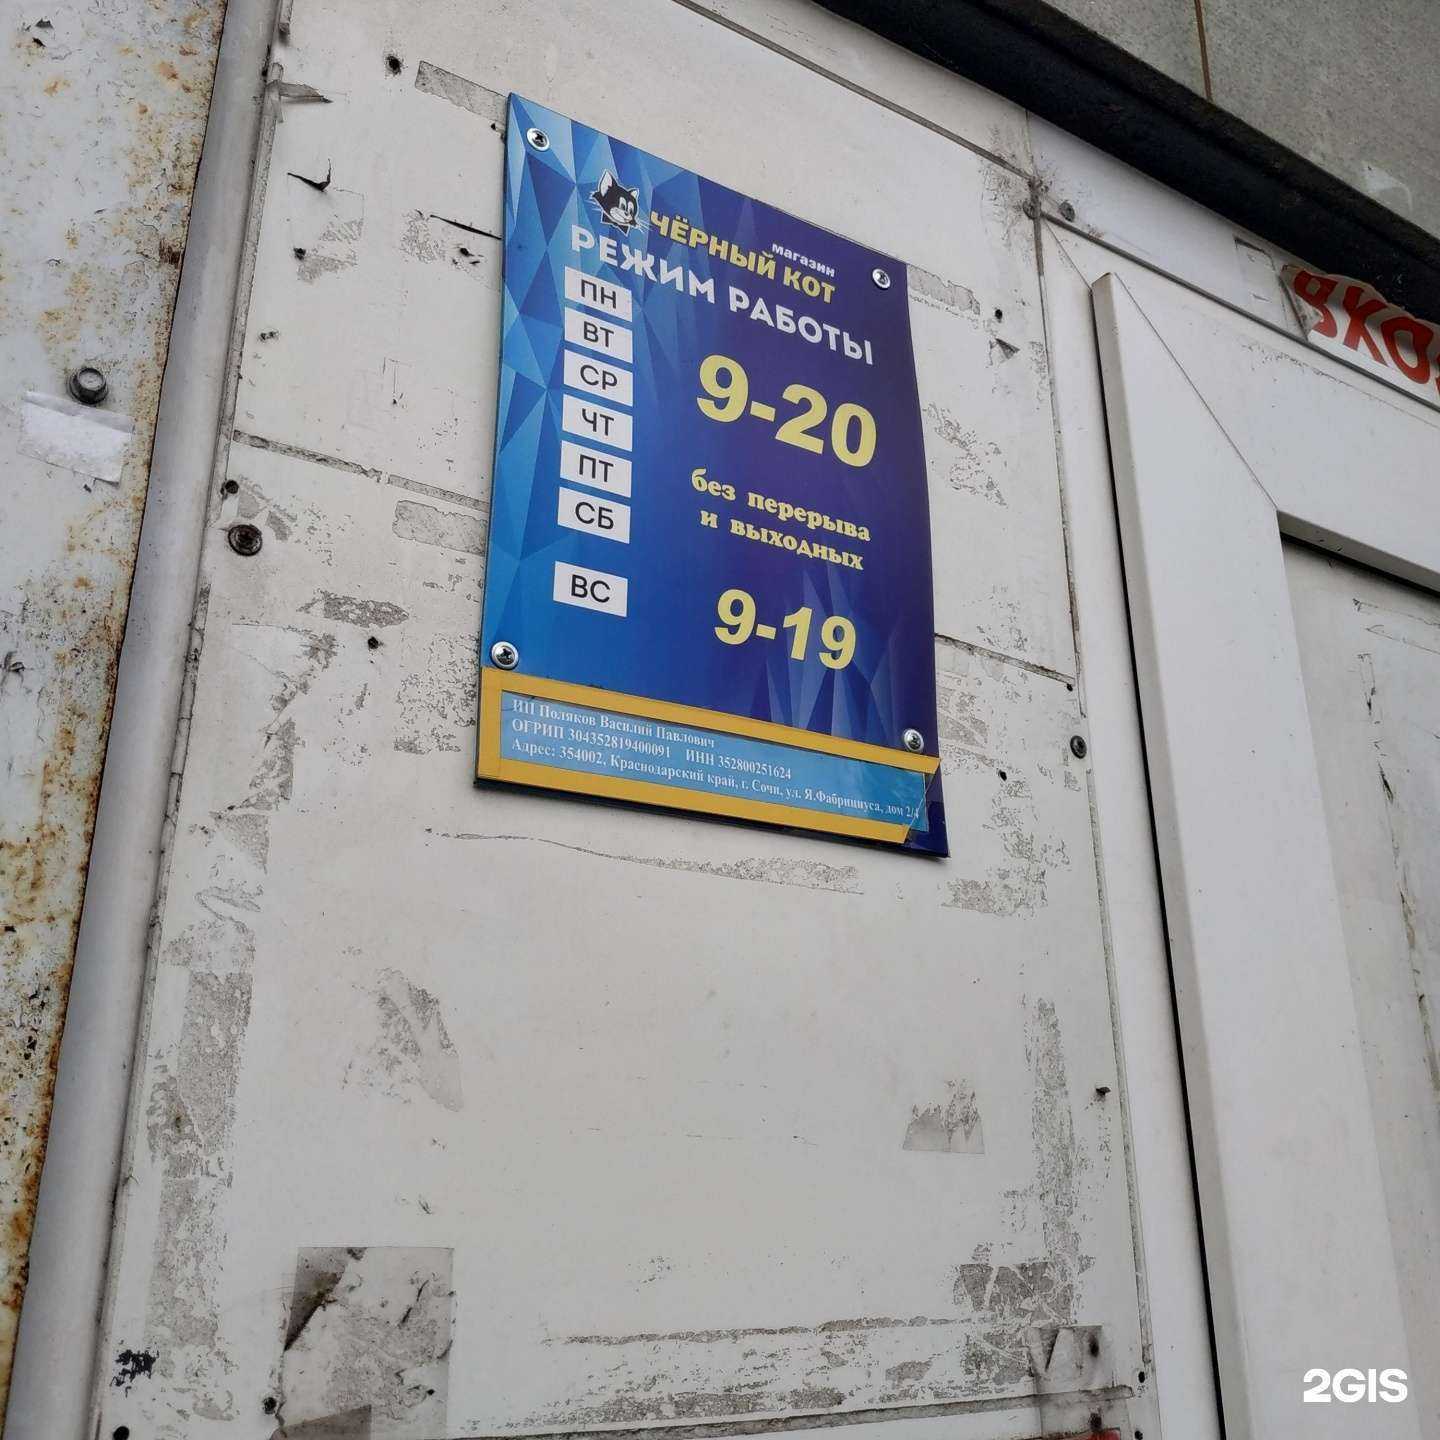 магазин
ЧЁРНЫЙ КОТ
РЕЖИМ РАБОТЫ
ПН
ВТ
СР
ЧТ
ПТ
СБ
9-20
без перерыва
и выходных
ВС
9-19
ИП Поляков Василий Павлович
ОГРИП 304352819400091 ИНН 352800251624
Адрес: 354002, Краснодарский край, г. Сочи, ул. Я.Фабрициуса, дом 2/4
2GIS